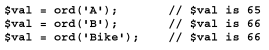 $val = ord('A'); // $val is 65
$val = ord('B'); // $val is 66
$val = ord('Bike'); // $val is 66